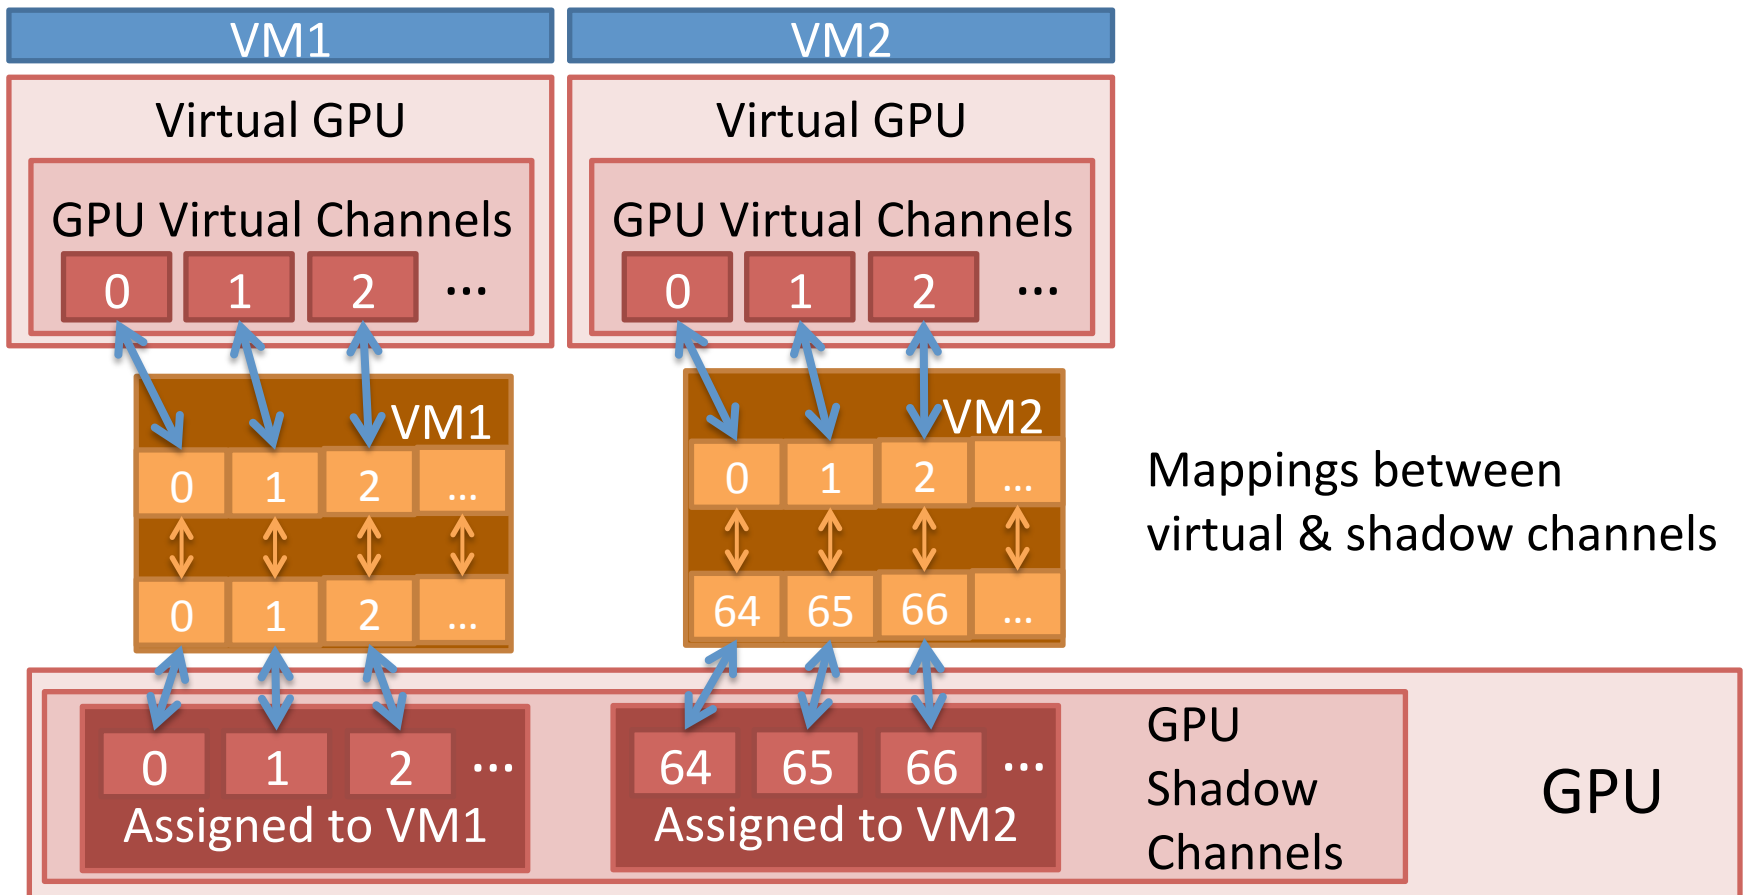 VM1
VM2
Virtual GPU
Virtual GPU
GPU Virtual Channels
GPU Virtual Channels
0 1 2 ...
0 1 2 ...
VM1
VM2
0 1 2 ...
0 1 2 ...
Mappings between
virtual & shadow channels
0 1 2 ...
64 65 66 ...
0 1 2 ...
Assigned to VM1
64 65 66 ...
Assigned to VM2
GPU
Shadow
Channels
GPU